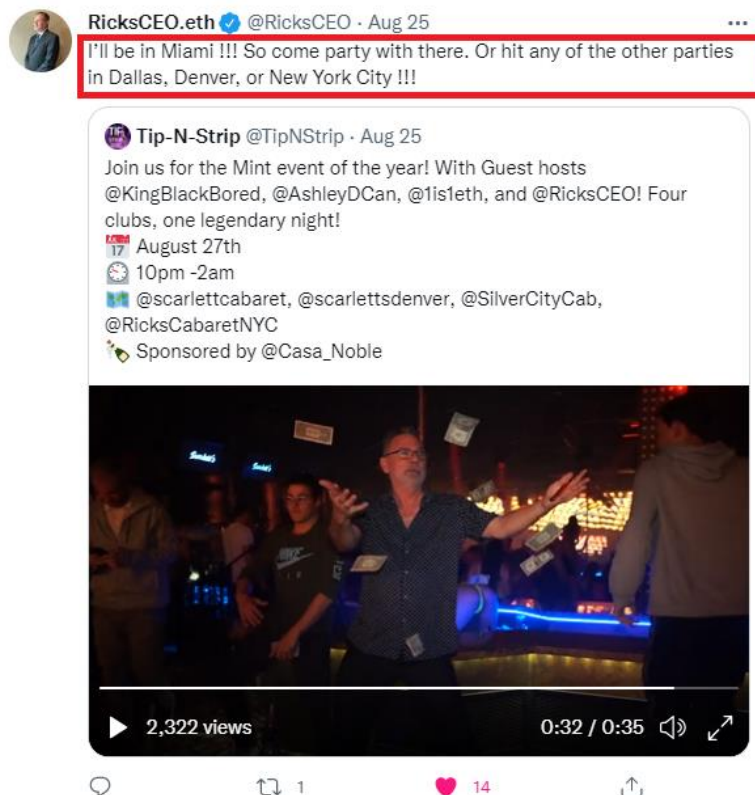 RicksCEO.eth @RicksCEO · Aug 25
I'll be in Miami !!! So come party with there. Or hit any of the other parties
in Dallas, Denver, or New York City !!!
Tip-N-Strip @TipNStrip · Aug 25
Join us for the Mint event of the year! With Guest hosts
@KingBlackBored, @AshleyDCan, @1is1eth, and @RicksCEO! Four
clubs, one legendary night!
17 August 27th
10pm -2am
@scarlettcabaret, @scarlettsdenver, @SilverCityCab,
@RicksCabaretNYC
Sponsored by @Casa_Noble
2,322 views
0:32 / 0:35
1
14